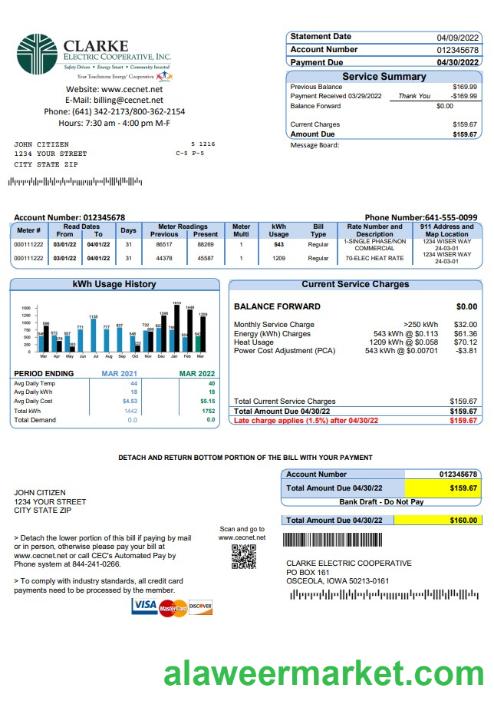 CLARKE
ELECTRIC COOPERATIVE, INC.
Safety Driven • Energy Smart • Community Invested
Your Touchstone Energy® Cooperative
Website: www.cecnet.net
E-Mail: billing@cecnet.net
Phone: (641) 342-2173/800-362-2154
Hours: 7:30 am - 4:00 pm M-F
Statement Date 04/09/2022
Account Number 012345678
Payment Due 04/30/2022
Service Summary
Previous Balance $169.99
Payment Received 03/29/2022 Thank You -$169.99
Balance Forward $0.00
Current Charges $159.67
Amount Due $159.67
Message Board:
JOHN CITIZEN 5 1216
1234 YOUR STREET C-5 P-5
CITY STATE ZIP
Account Number: 012345678 Phone Number:641-555-0099
Meter # Read Dates From To Days Meter Readings Previous Present Meter Multi kWh Usage Bill Type Rate Number and Description 911 Address and Map Location
000111222 03/01/22 04/01/22 31 86517 88269 1 943 Regular 1-SINGLE PHASE/NON COMMERCIAL 1234 WISER WAY 24-03-01
000111222 03/01/22 04/01/22 31 44378 45587 1 1209 Regular 70-ELEC HEAT RATE 1234 WISER WAY 24-03-01
kWh Usage History
Mar Apr May Jun Jul Aug Sep Oct Nov Dec Jan Feb Mar
PERIOD ENDING MAR 2021 MAR 2022
Avg Daily Temp 44 40
Avg Daily kWh 18 18
Avg Daily Cost $4.53 $5.15
Total kWh 1442 1752
Total Demand 0.0 0.0
Current Service Charges
BALANCE FORWARD $0.00
Monthly Service Charge >250 kWh $32.00
Energy (kWh) Charges 543 kWh @ $0.113 $61.36
Heat Usage 1209 kWh @ $0.058 $70.12
Power Cost Adjustment (PCA) 543 kWh @ $0.00701 -$3.81
Total Current Service Charges $159.67
Total Amount Due 04/30/22 $159.67
Late charge applies (1.5%) after 04/30/22 $159.67
DETACH AND RETURN BOTTOM PORTION OF THE BILL WITH YOUR PAYMENT
Account Number 012345678
Total Amount Due 04/30/22 $159.67
Bank Draft - Do Not Pay
Total Amount Due 04/30/22 $160.00
JOHN CITIZEN
1234 YOUR STREET
CITY STATE ZIP
Scan and go to
www.cecnet.net
> Detach the lower portion of this bill if paying by mail
or in person, otherwise please pay your bill at
www.cecnet.net or call CEC's Automated Pay by
Phone system at 844-241-0266.
> To comply with industry standards, all credit card
payments need to be processed by the member.
VISA MasterCard DISCOVER
CLARKE ELECTRIC COOPERATIVE
PO BOX 161
OSCEOLA, IOWA 50213-0161
alaweermarket.com